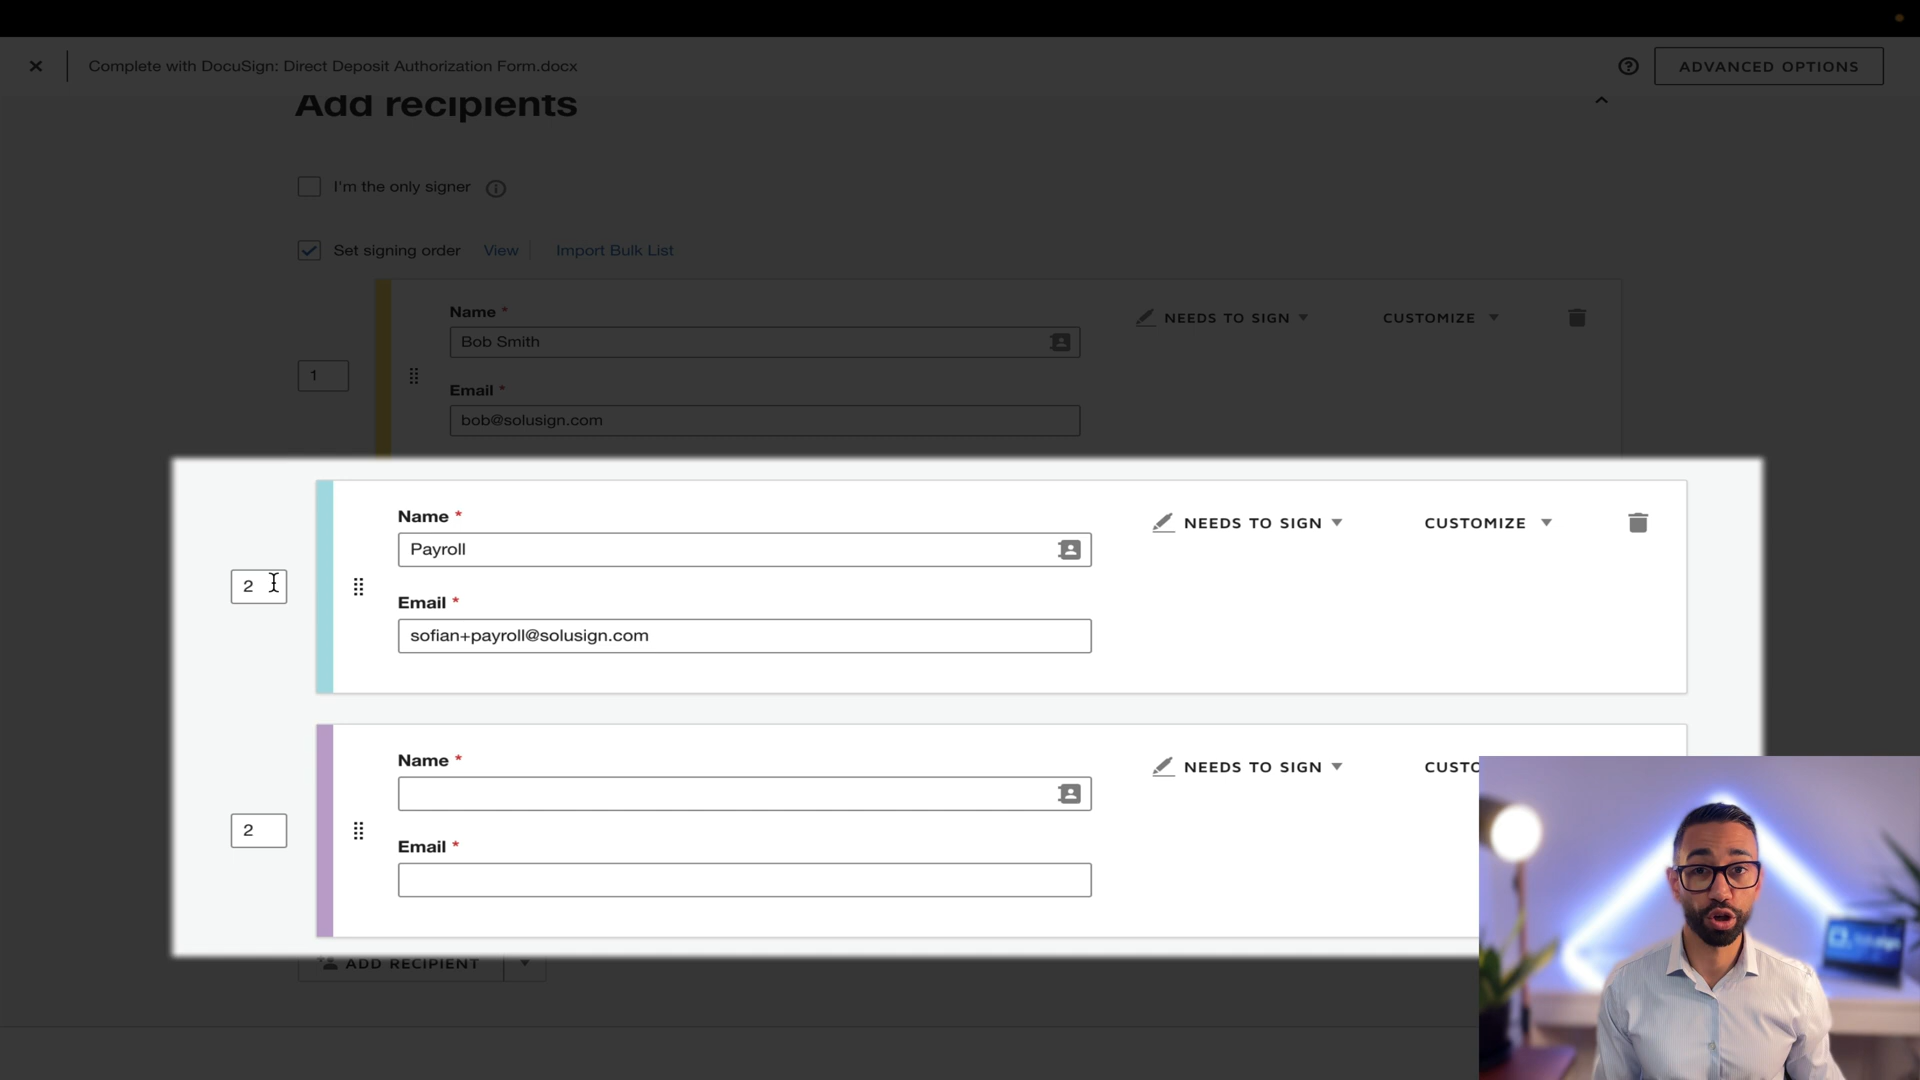 Complete with DocuSign: Direct Deposit Authorization Form.docx
ADVANCED OPTIONS
Add recipients
I'm the only signer
Set signing order View Import Bulk List
Name *
NEEDS TO SIGN
CUSTOMIZE
Bob Smith
1
Email *
bob@solusign.com
Name *
NEEDS TO SIGN
CUSTOMIZE
Payroll
2
Email *
sofian+payroll@solusign.com
Name *
NEEDS TO SIGN
CUSTO
2
Email *
ADD RECIPIENT